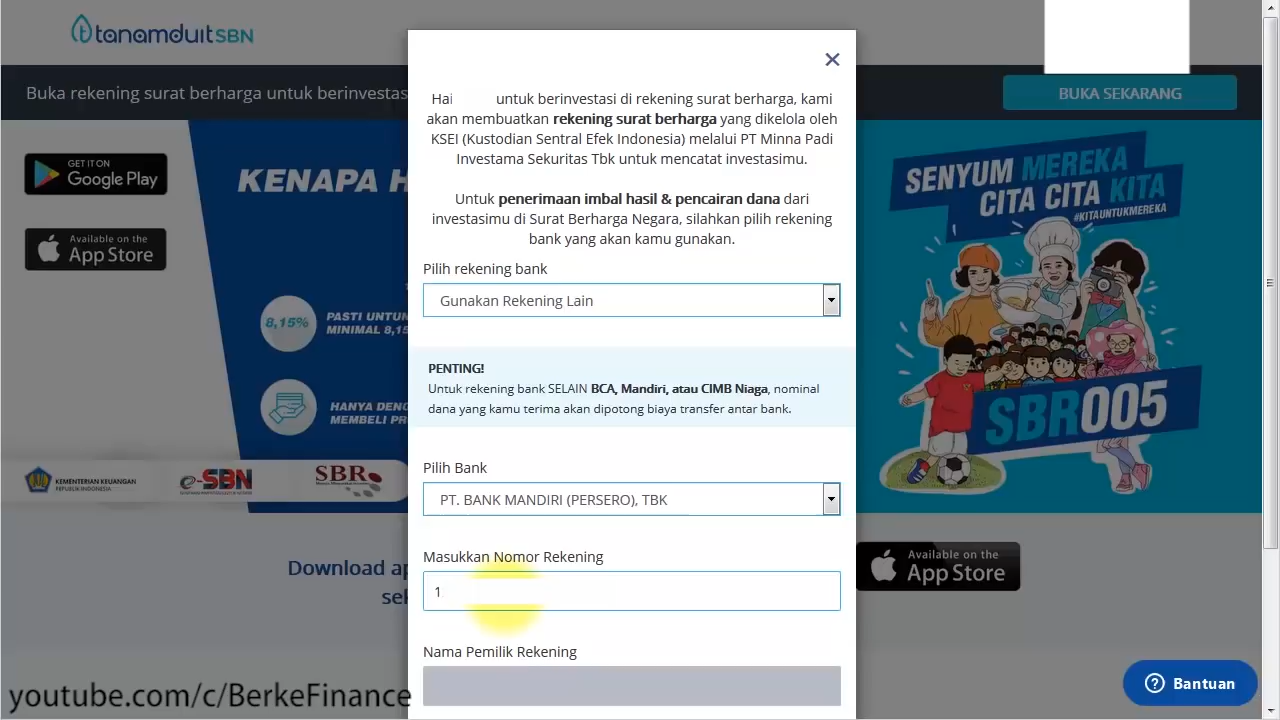 tanamduitSBN
Buka rekening surat berharga untuk berinvestas
BUKA SEKARANG
GET IT ON
Google Play
Available on the
App Store
KENAPA H
8,15%
PASTI UNTUN
MINIMAL 8,15
HANYA DENG
MEMBELI PR
KEMENTERIAN KEUANGAN
REPUBLIK INDONESIA
e-SBN
SBR
Download ap
sek
Hai untuk berinvestasi di rekening surat berharga, kami
akan membuatkan rekening surat berharga yang dikelola oleh
KSEI (Kustodian Sentral Efek Indonesia) melalui PT Minna Padi
Investama Sekuritas Tbk untuk mencatat investasimu.
Untuk penerimaan imbal hasil & pencairan dana dari
investasimu di Surat Berharga Negara, silahkan pilih rekening
bank yang akan kamu gunakan.
Pilih rekening bank
Gunakan Rekening Lain
PENTING!
Untuk rekening bank SELAIN BCA, Mandiri, atau CIMB Niaga, nominal
dana yang kamu terima akan dipotong biaya transfer antar bank.
Pilih Bank
PT. BANK MANDIRI (PERSERO), TBK
Masukkan Nomor Rekening
1
Nama Pemilik Rekening
SENYUM MEREKA
CITA CITA KITA
#KITAUNTUKMEREKA
SBR005
Available on the
App Store
Bantuan
youtube.com/c/BerkeFinance